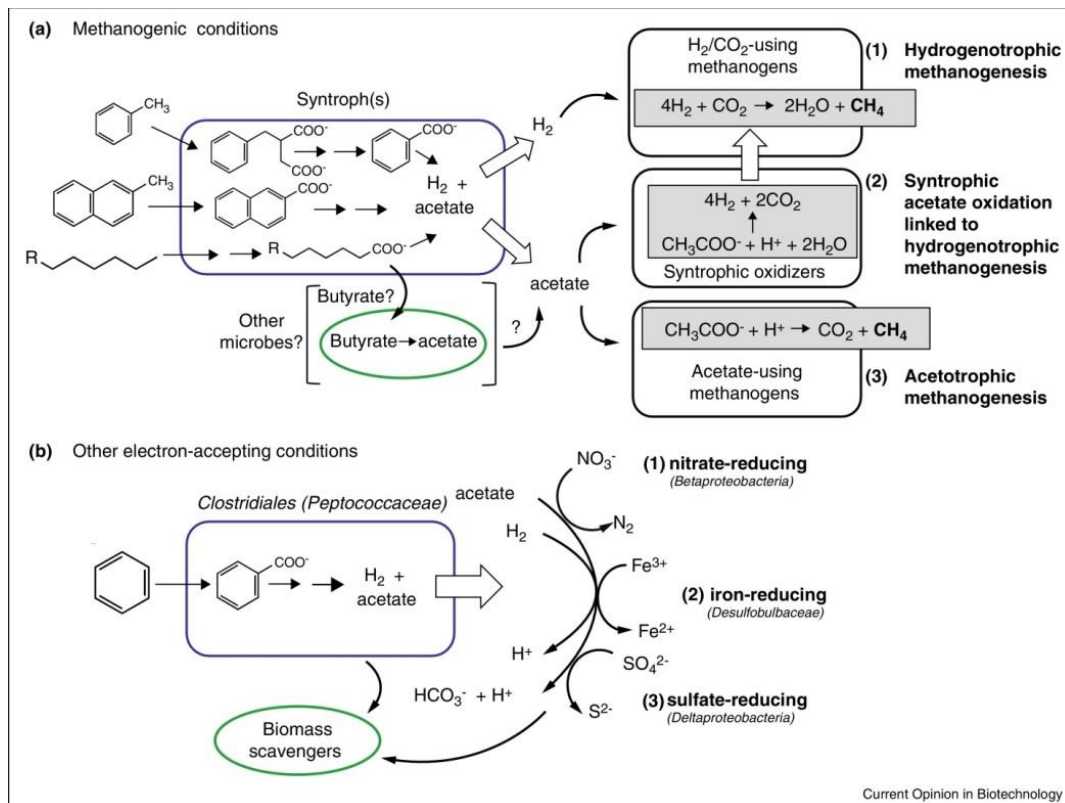 (a) Methanogenic conditions
Syntroph(s)
CH₃
COO⁻
COO⁻
COO⁻
H₂ +
acetate
CH₃
COO⁻
R
R
COO⁻
H₂
acetate
Butyrate?
Other
microbes?
Butyrate → acetate
?
H₂/CO₂-using
methanogens
4H₂ + CO₂ → 2H₂O + CH₄
(1) Hydrogenotrophic
methanogenesis
4H₂ + 2CO₂
↑
CH₃COO⁻ + H⁺ + 2H₂O
Syntrophic oxidizers
(2) Syntrophic
acetate oxidation
linked to
hydrogenotrophic
methanogenesis
CH₃COO⁻ + H⁺ → CO₂ + CH₄
Acetate-using
methanogens
(3) Acetotrophic
methanogenesis
(b) Other electron-accepting conditions
Clostridiales (Peptococcaceae)
COO⁻
H₂ +
acetate
acetate
H₂
H⁺
HCO₃⁻ + H⁺
Biomass
scavengers
NO₃⁻
N₂
(1) nitrate-reducing
(Betaproteobacteria)
Fe³⁺
Fe²⁺
(2) iron-reducing
(Desulfobulbaceae)
SO₄²⁻
S²⁻
(3) sulfate-reducing
(Deltaproteobacteria)
Current Opinion in Biotechnology